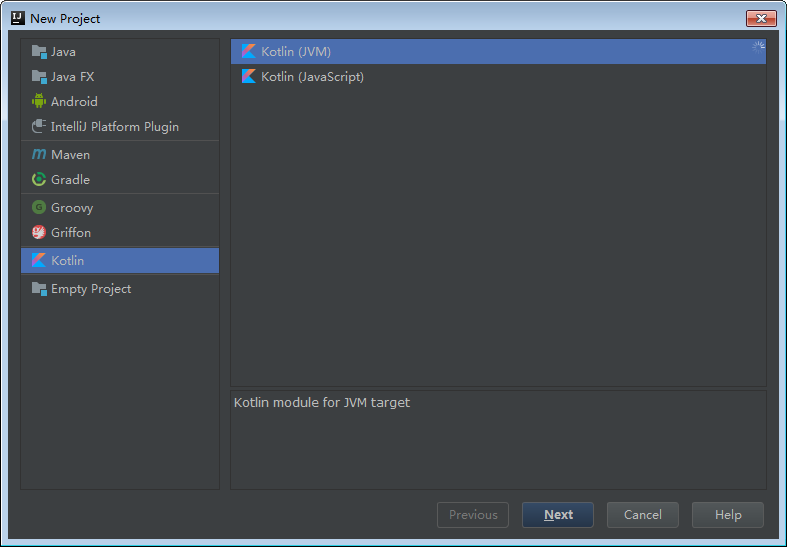 New Project
Java
Java FX
Android
IntelliJ Platform Plugin
Maven
Gradle
Groovy
Griffon
Kotlin
Empty Project
Kotlin (JVM)
Kotlin (JavaScript)
Kotlin module for JVM target
Previous
Next
Cancel
Help